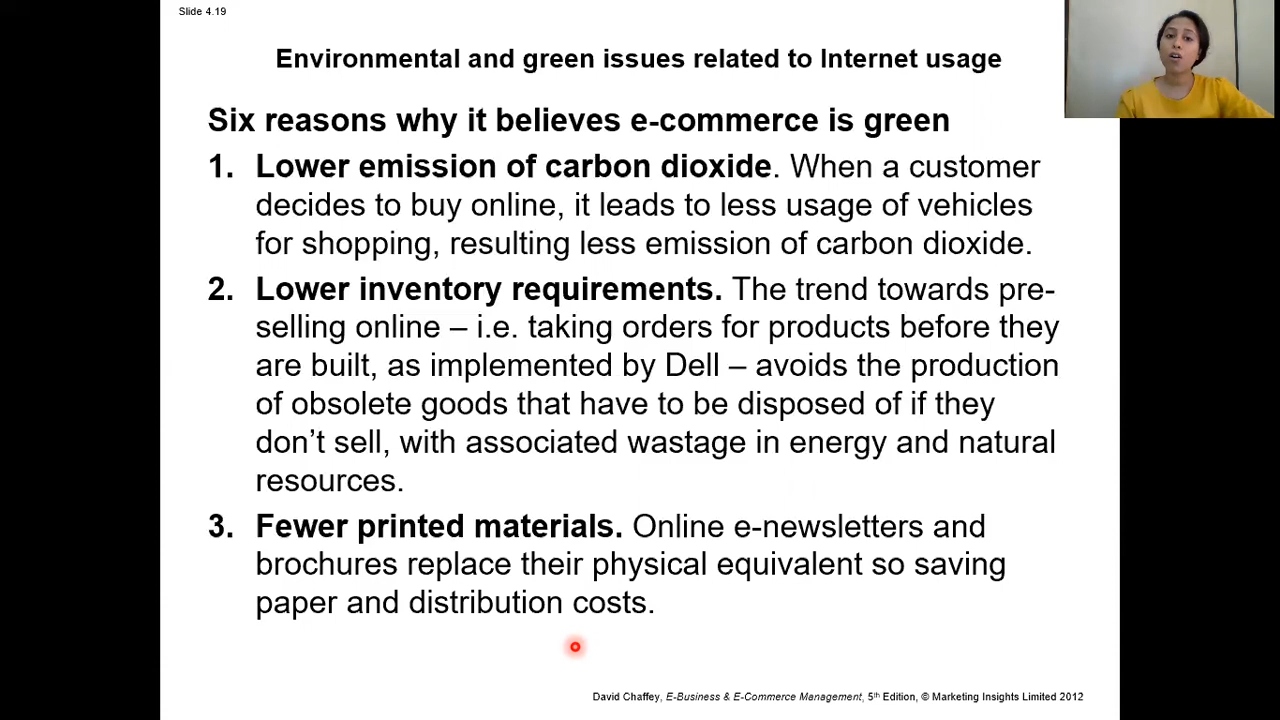 Slide 4.19
Environmental and green issues related to Internet usage
Six reasons why it believes e-commerce is green
1. Lower emission of carbon dioxide. When a customer
decides to buy online, it leads to less usage of vehicles
for shopping, resulting less emission of carbon dioxide.
2. Lower inventory requirements. The trend towards pre-
selling online – i.e. taking orders for products before they
are built, as implemented by Dell – avoids the production
of obsolete goods that have to be disposed of if they
don’t sell, with associated wastage in energy and natural
resources.
3. Fewer printed materials. Online e-newsletters and
brochures replace their physical equivalent so saving
paper and distribution costs.
David Chaffey, E-Business & E-Commerce Management, 5th Edition, © Marketing Insights Limited 2012